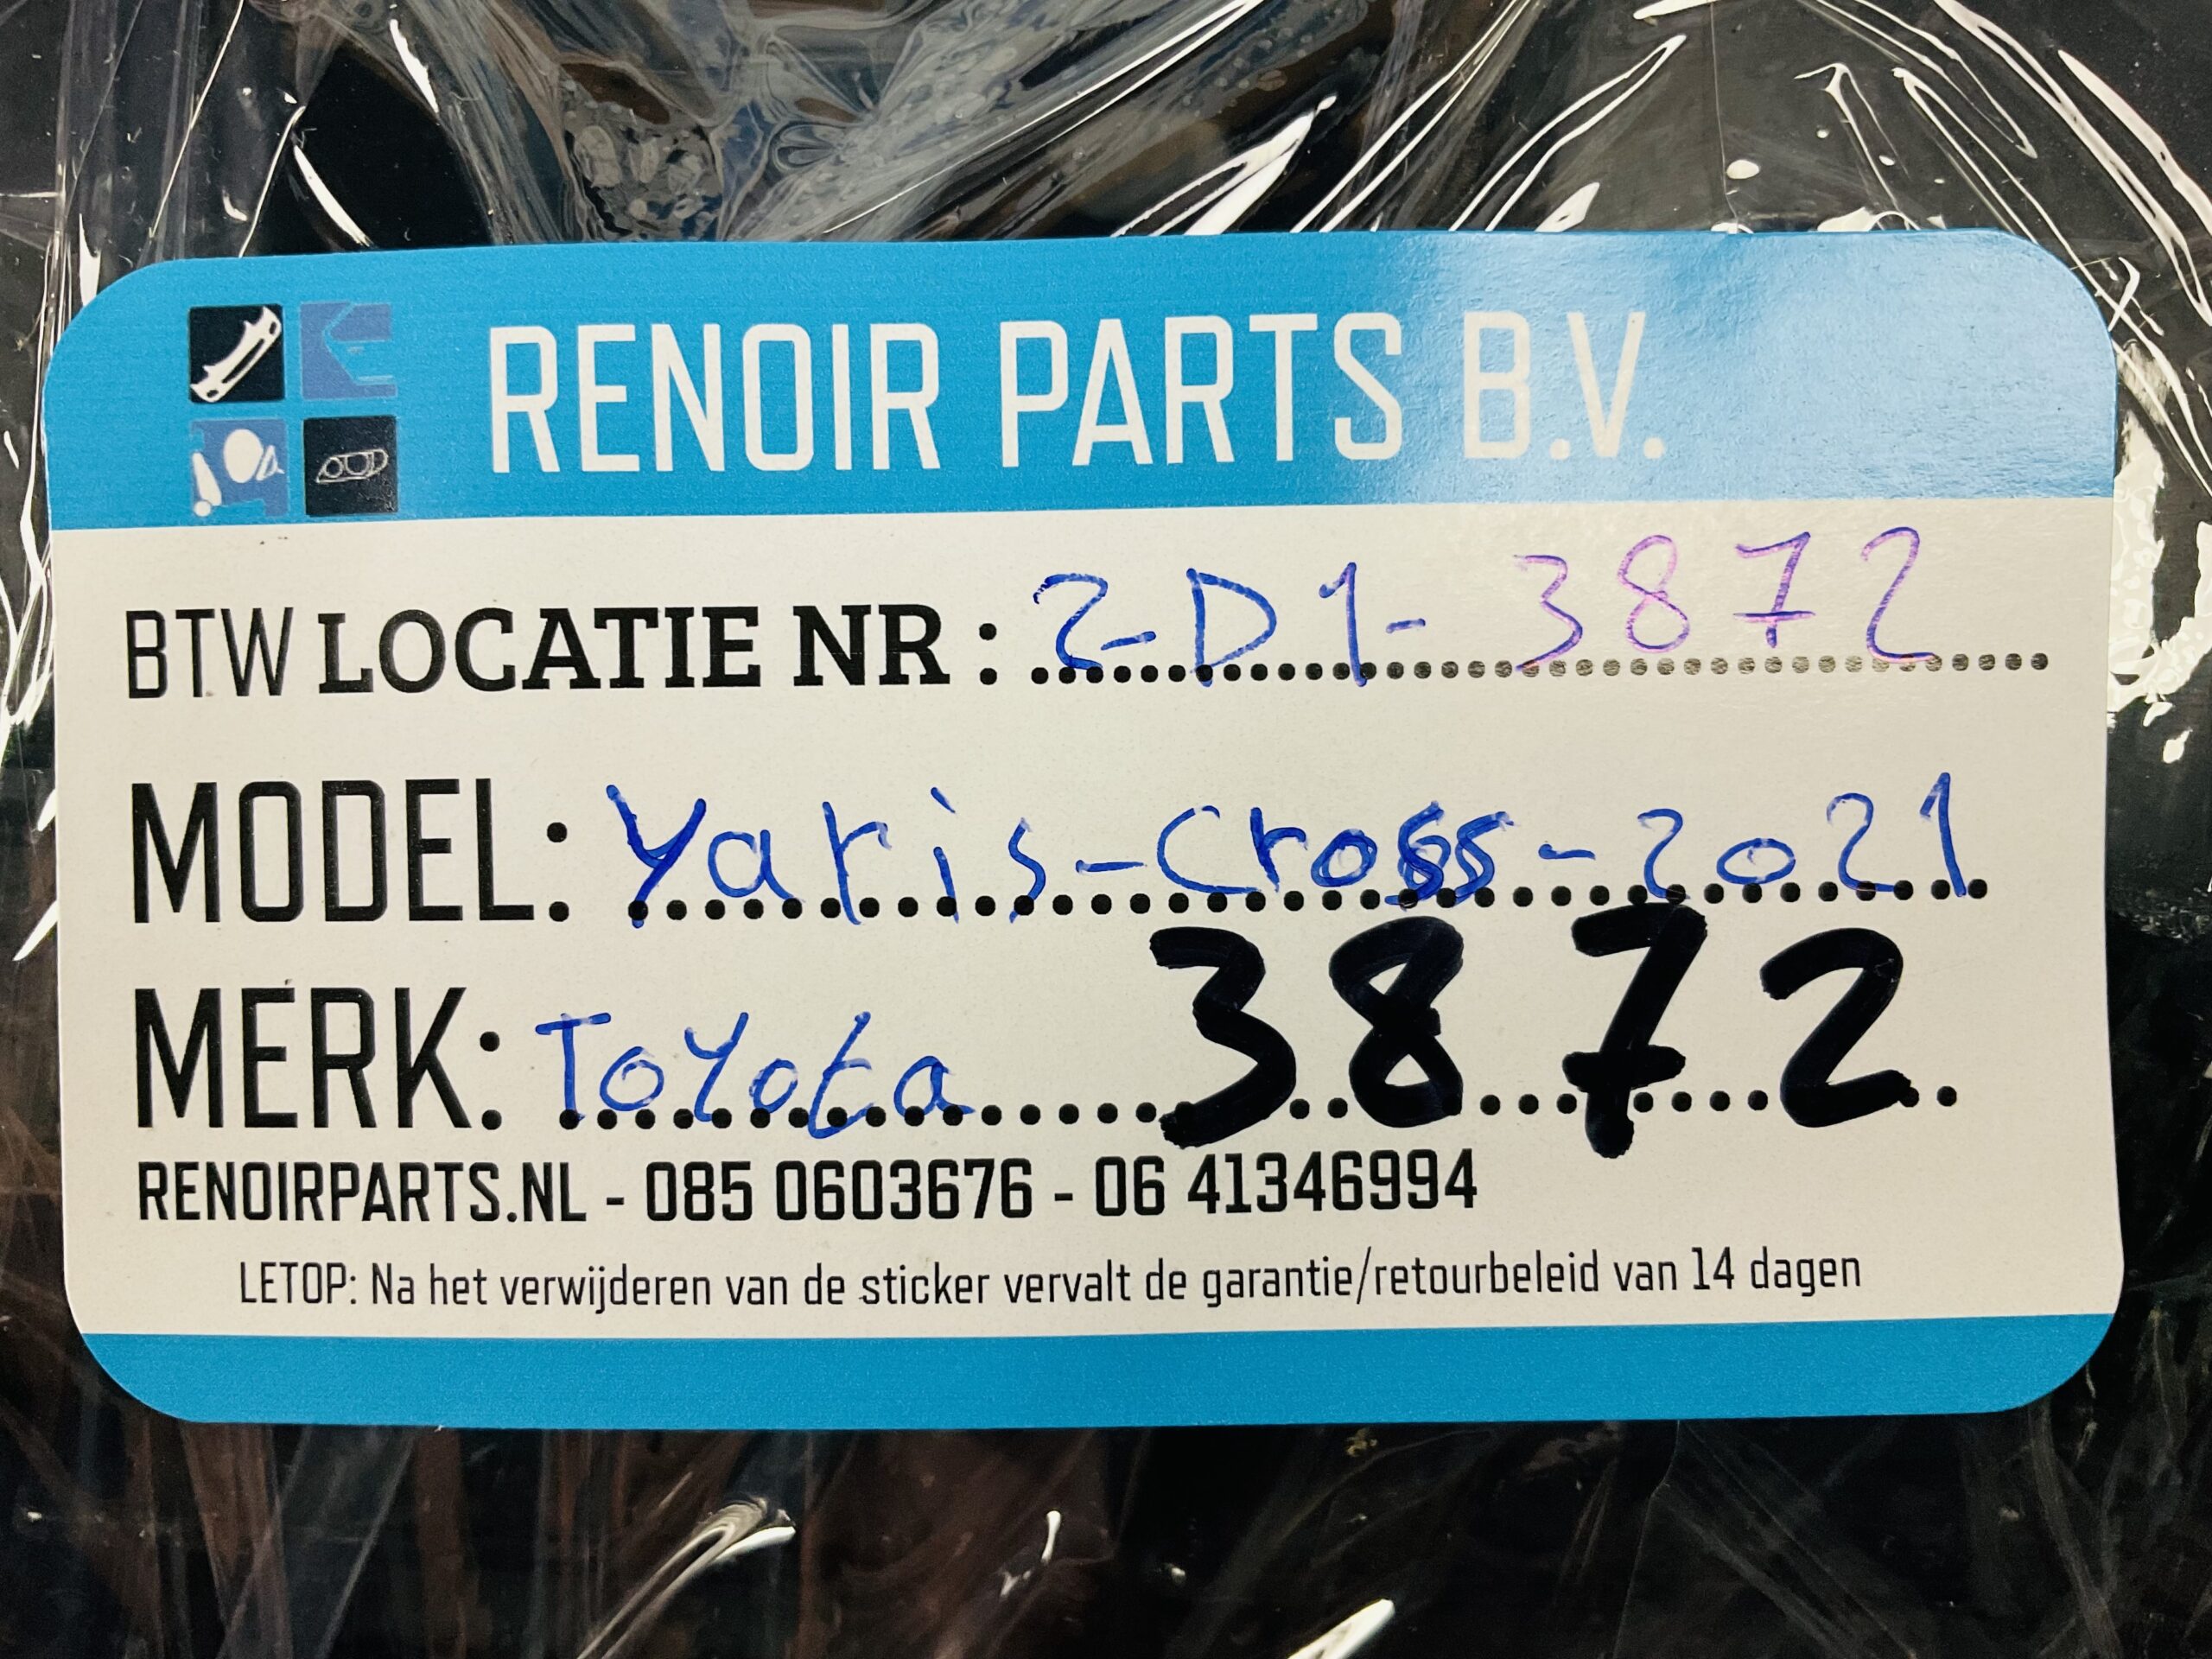 RENOIR PARTS B.V.
BTW LOCATIE NR : 2-D1- 3872
MODEL: Yaris-Cross-2021
MERK: Toyota 3872
RENOIRPARTS.NL - 085 0603676 - 06 41346994
LETOP: Na het verwijderen van de sticker vervalt de garantie/retourbeleid van 14 dagen